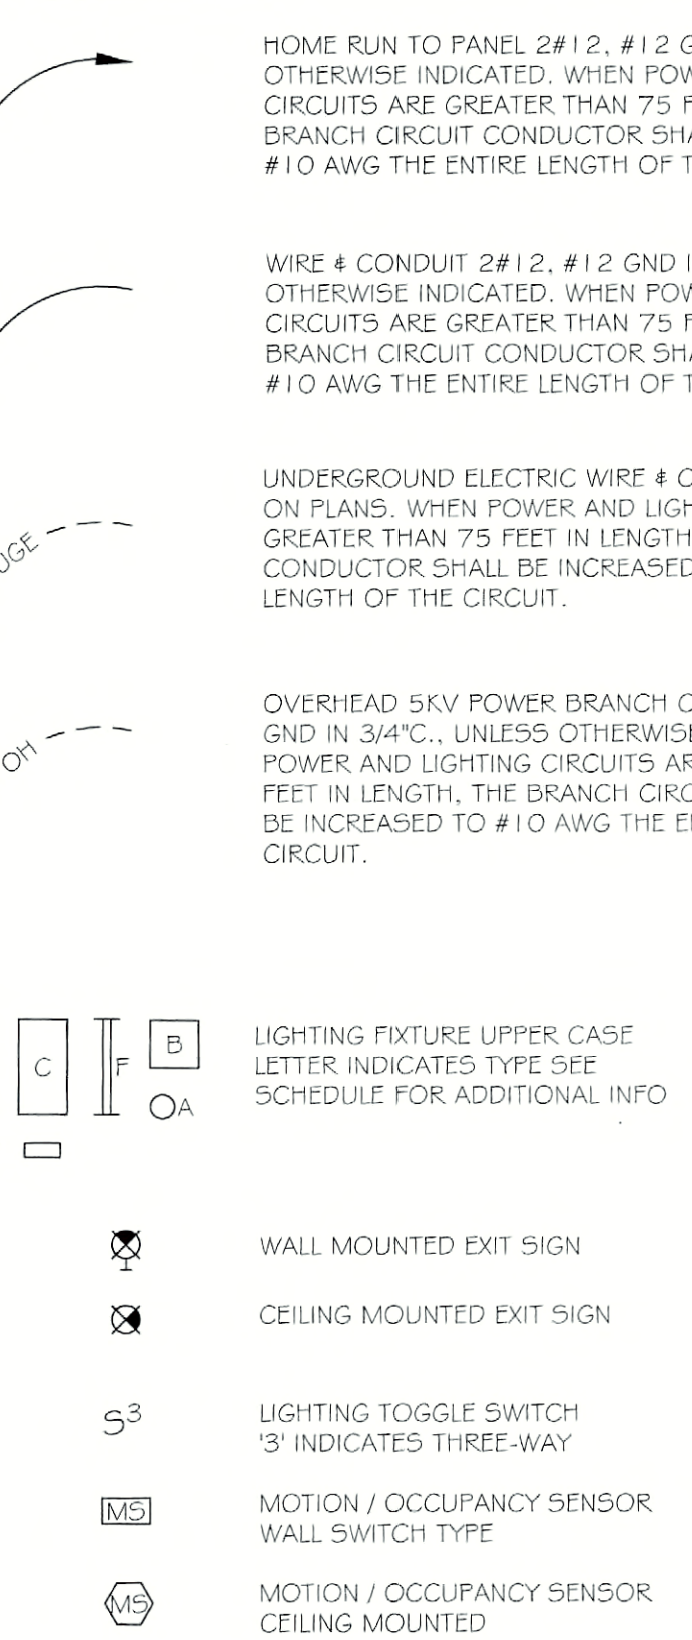 HOME RUN TO PANEL 2#12, #12
OTHERWISE INDICATED. WHEN
CIRCUITS ARE GREATER THAN 75
BRANCH CIRCUIT CONDUCTOR
#10 AWG THE ENTIRE LENGTH OF
WIRE & CONDUIT 2#12, #12 GND
OTHERWISE INDICATED. WHEN
CIRCUITS ARE GREATER THAN 75
BRANCH CIRCUIT CONDUCTOR
#10 AWG THE ENTIRE LENGTH OF
UNDERGROUND ELECTRIC WIRE &
ON PLANS. WHEN POWER AND
UGE
GREATER THAN 75 FEET IN LENGTH
CONDUCTOR SHALL BE INCREASED
LENGTH OF THE CIRCUIT.
OVERHEAD 5KV POWER BRANCH
GND IN 3/4"C., UNLESS OTHERWISE
OH
POWER AND LIGHTING CIRCUITS
FEET IN LENGTH, THE BRANCH
BE INCREASED TO #10 AWG THE
CIRCUIT.
C F B A
LIGHTING FIXTURE UPPER CASE
LETTER INDICATES TYPE SEE
SCHEDULE FOR ADDITIONAL INFO
WALL MOUNTED EXIT SIGN
CEILING MOUNTED EXIT SIGN
S3
LIGHTING TOGGLE SWITCH
'3' INDICATES THREE-WAY
MS
MOTION / OCCUPANCY SENSOR
WALL SWITCH TYPE
MS
MOTION / OCCUPANCY SENSOR
CEILING MOUNTED